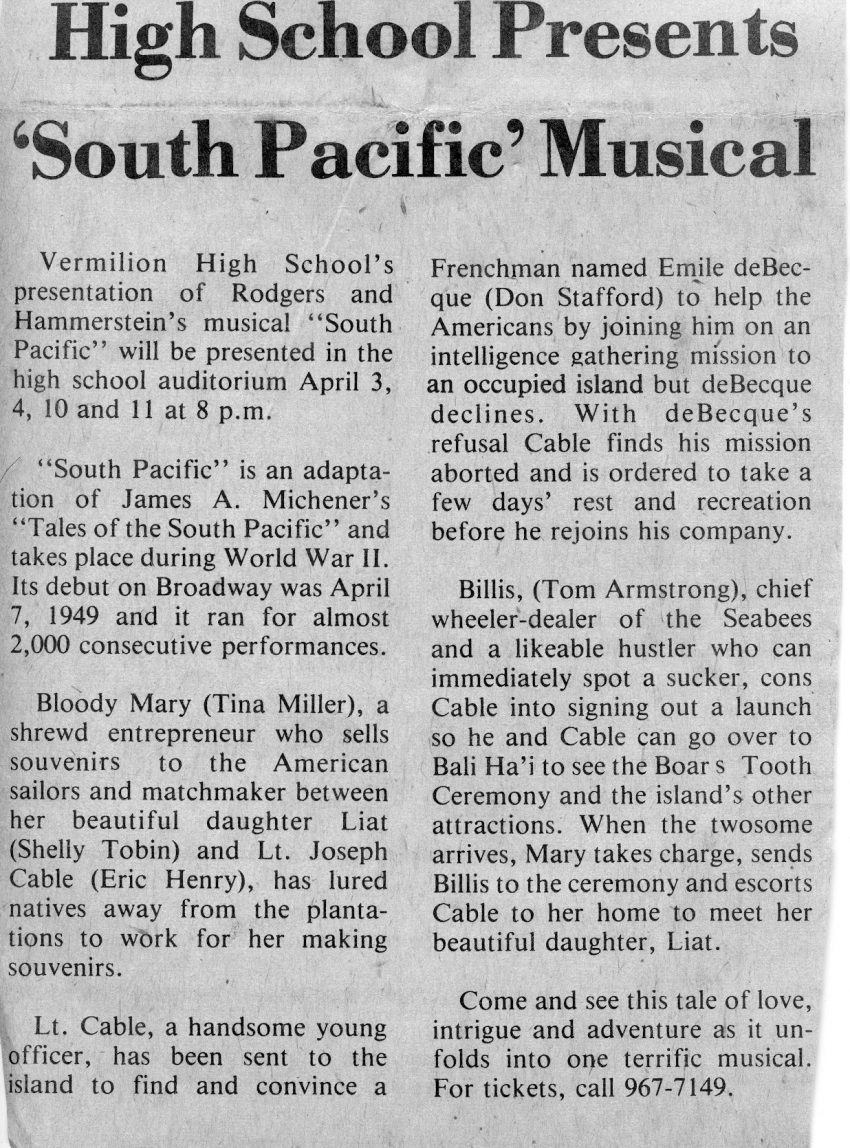 High School Presents
‘South Pacific’ Musical
Vermilion High School’s
presentation of Rodgers and
Hammerstein’s musical “South
Pacific” will be presented in the
high school auditorium April 3,
4, 10 and 11 at 8 p.m.
“South Pacific” is an adapta-
tion of James A. Michener’s
“Tales of the South Pacific” and
takes place during World War II.
Its debut on Broadway was April
7, 1949 and it ran for almost
2,000 consecutive performances.
Bloody Mary (Tina Miller), a
shrewd entrepreneur who sells
souvenirs to the American
sailors and matchmaker between
her beautiful daughter Liat
(Shelly Tobin) and Lt. Joseph
Cable (Eric Henry), has lured
natives away from the planta-
tions to work for her making
souvenirs.
Lt. Cable, a handsome young
officer, has been sent to the
island to find and convince a
Frenchman named Emile deBec-
que (Don Stafford) to help the
Americans by joining him on an
intelligence gathering mission to
an occupied island but deBecque
declines. With deBecque’s
refusal Cable finds his mission
aborted and is ordered to take a
few days’ rest and recreation
before he rejoins his company.
Billis, (Tom Armstrong), chief
wheeler-dealer of the Seabees
and a likeable hustler who can
immediately spot a sucker, cons
Cable into signing out a launch
so he and Cable can go over to
Bali Ha’i to see the Boar s Tooth
Ceremony and the island’s other
attractions. When the twosome
arrives, Mary takes charge, sends
Billis to the ceremony and escorts
Cable to her home to meet her
beautiful daughter, Liat.
Come and see this tale of love,
intrigue and adventure as it un-
folds into one terrific musical.
For tickets, call 967-7149.